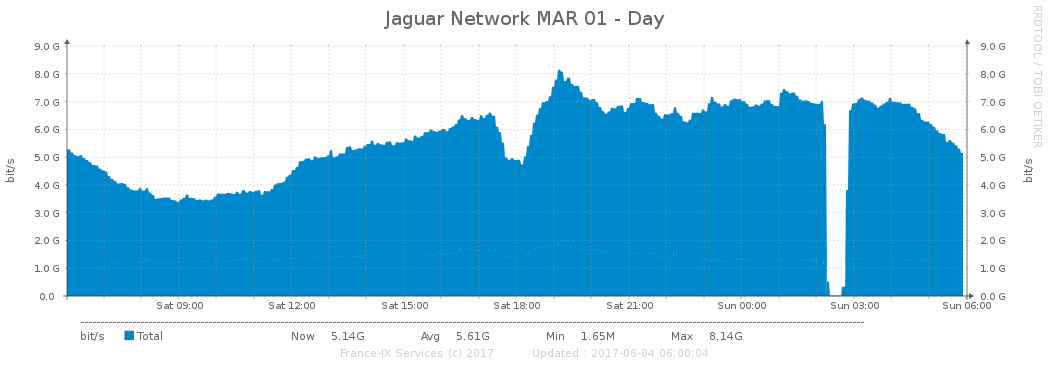 Jaguar Network MAR 01 - Day
RRDTOOL / TOBI OETIKER
9.0 G 9.0 G
8.0 G 8.0 G
7.0 G 7.0 G
6.0 G 6.0 G
5.0 G 5.0 G
4.0 G 4.0 G
3.0 G 3.0 G
2.0 G 2.0 G
1.0 G 1.0 G
0.0 0.0 G
bit/s bit/s
Sat 09:00 Sat 12:00 Sat 15:00 Sat 18:00 Sat 21:00 Sun 00:00 Sun 03:00 Sun 06:00
bit/s Total Now 5.14G Avg 5.61G Min 1.65M Max 8.14G
France-IX Services (c) 2017 Updated : 2017-06-04 06:00:04